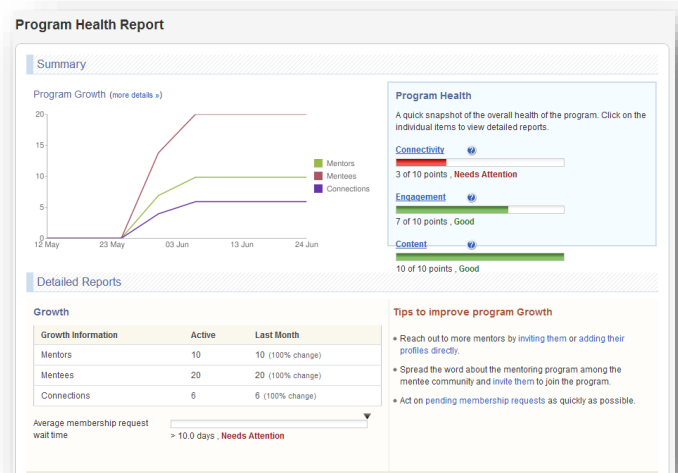 Program Health Report
Summary
Program Growth (more details »)
20
15
10
5
0
12 May 23 May 03 Jun 13 Jun 24 Jun
Mentors
Mentees
Connections
Program Health
A quick snapshot of the overall health of the program. Click on the
individual items to view detailed reports.
Connectivity ?
3 of 10 points , Needs Attention
Engagement ?
7 of 10 points , Good
Content ?
10 of 10 points , Good
Detailed Reports
Growth
Growth Information Active Last Month
Mentors 10 10 (100% change)
Mentees 20 20 (100% change)
Connections 6 6 (100% change)
Average membership request
wait time
> 10.0 days , Needs Attention
Tips to improve program Growth
Reach out to more mentors by inviting them or adding their
profiles directly.
Spread the word about the mentoring program among the
mentee community and invite them to join the program.
Act on pending membership requests as quickly as possible.